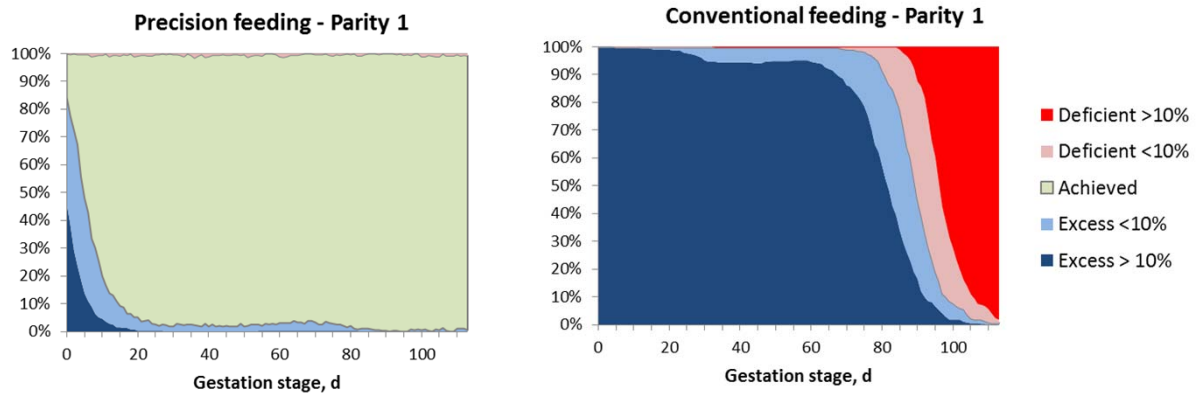 Precision feeding - Parity 1
100%
90%
80%
70%
60%
50%
40%
30%
20%
10%
0%
0 20 40 60 80 100
Gestation stage, d
Conventional feeding - Parity 1
100%
90%
80%
70%
60%
50%
40%
30%
20%
10%
0%
0 20 40 60 80 100
Gestation stage, d
Deficient >10%
Deficient <10%
Achieved
Excess <10%
Excess > 10%